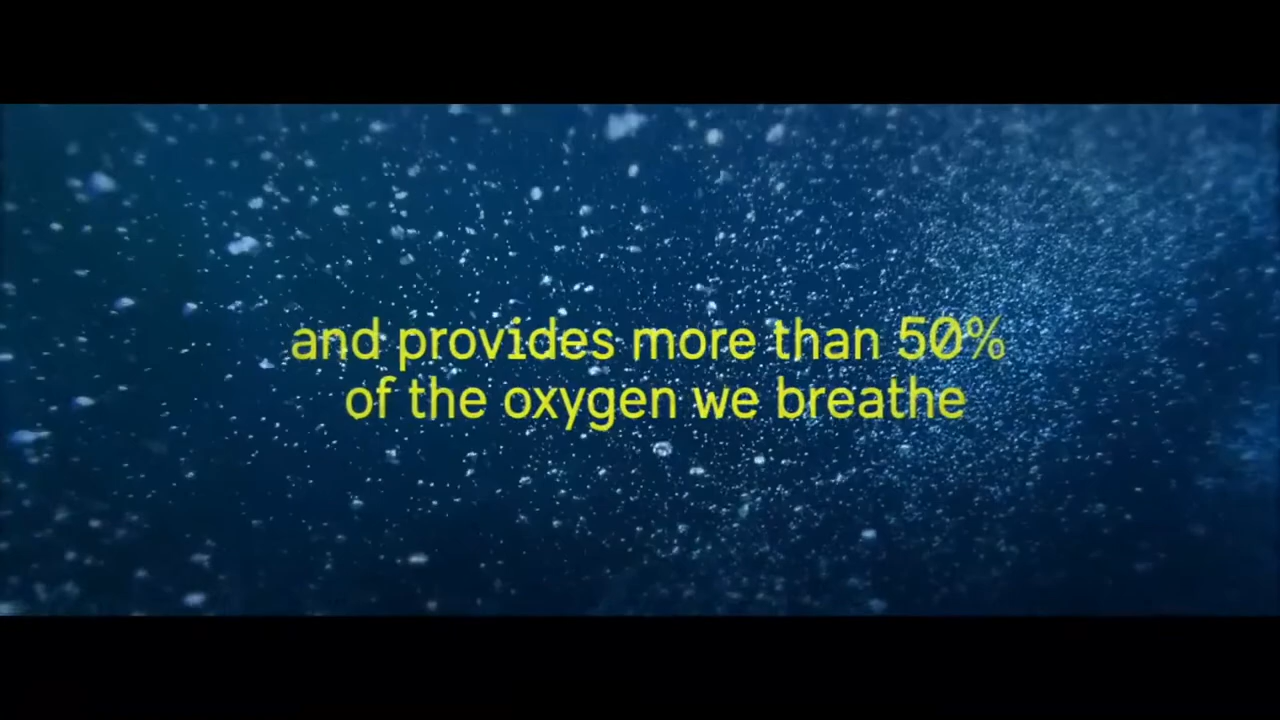 and provides more than 50%
of the oxygen we breathe